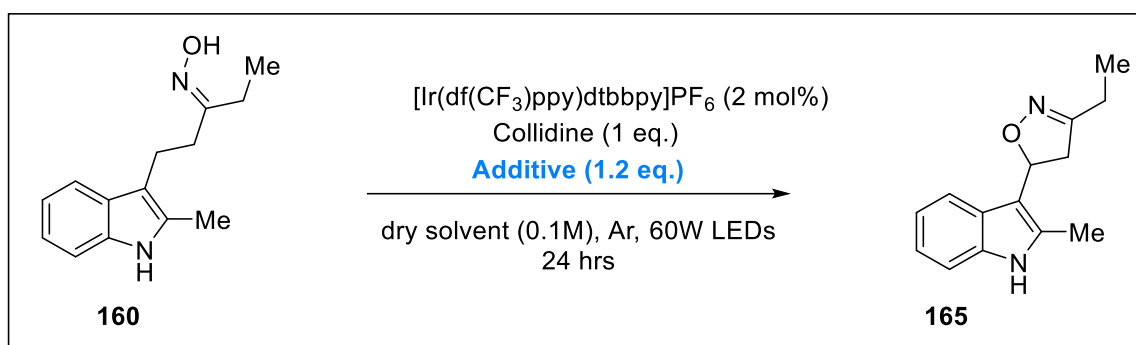 OH
N
Me
Me
N
H
160
[Ir(df(CF₃)ppy)dtbbpy]PF₆ (2 mol%)
Collidine (1 eq.)
Additive (1.2 eq.)
dry solvent (0.1M), Ar, 60W LEDs
24 hrs
Me
N
O
Me
N
H
165